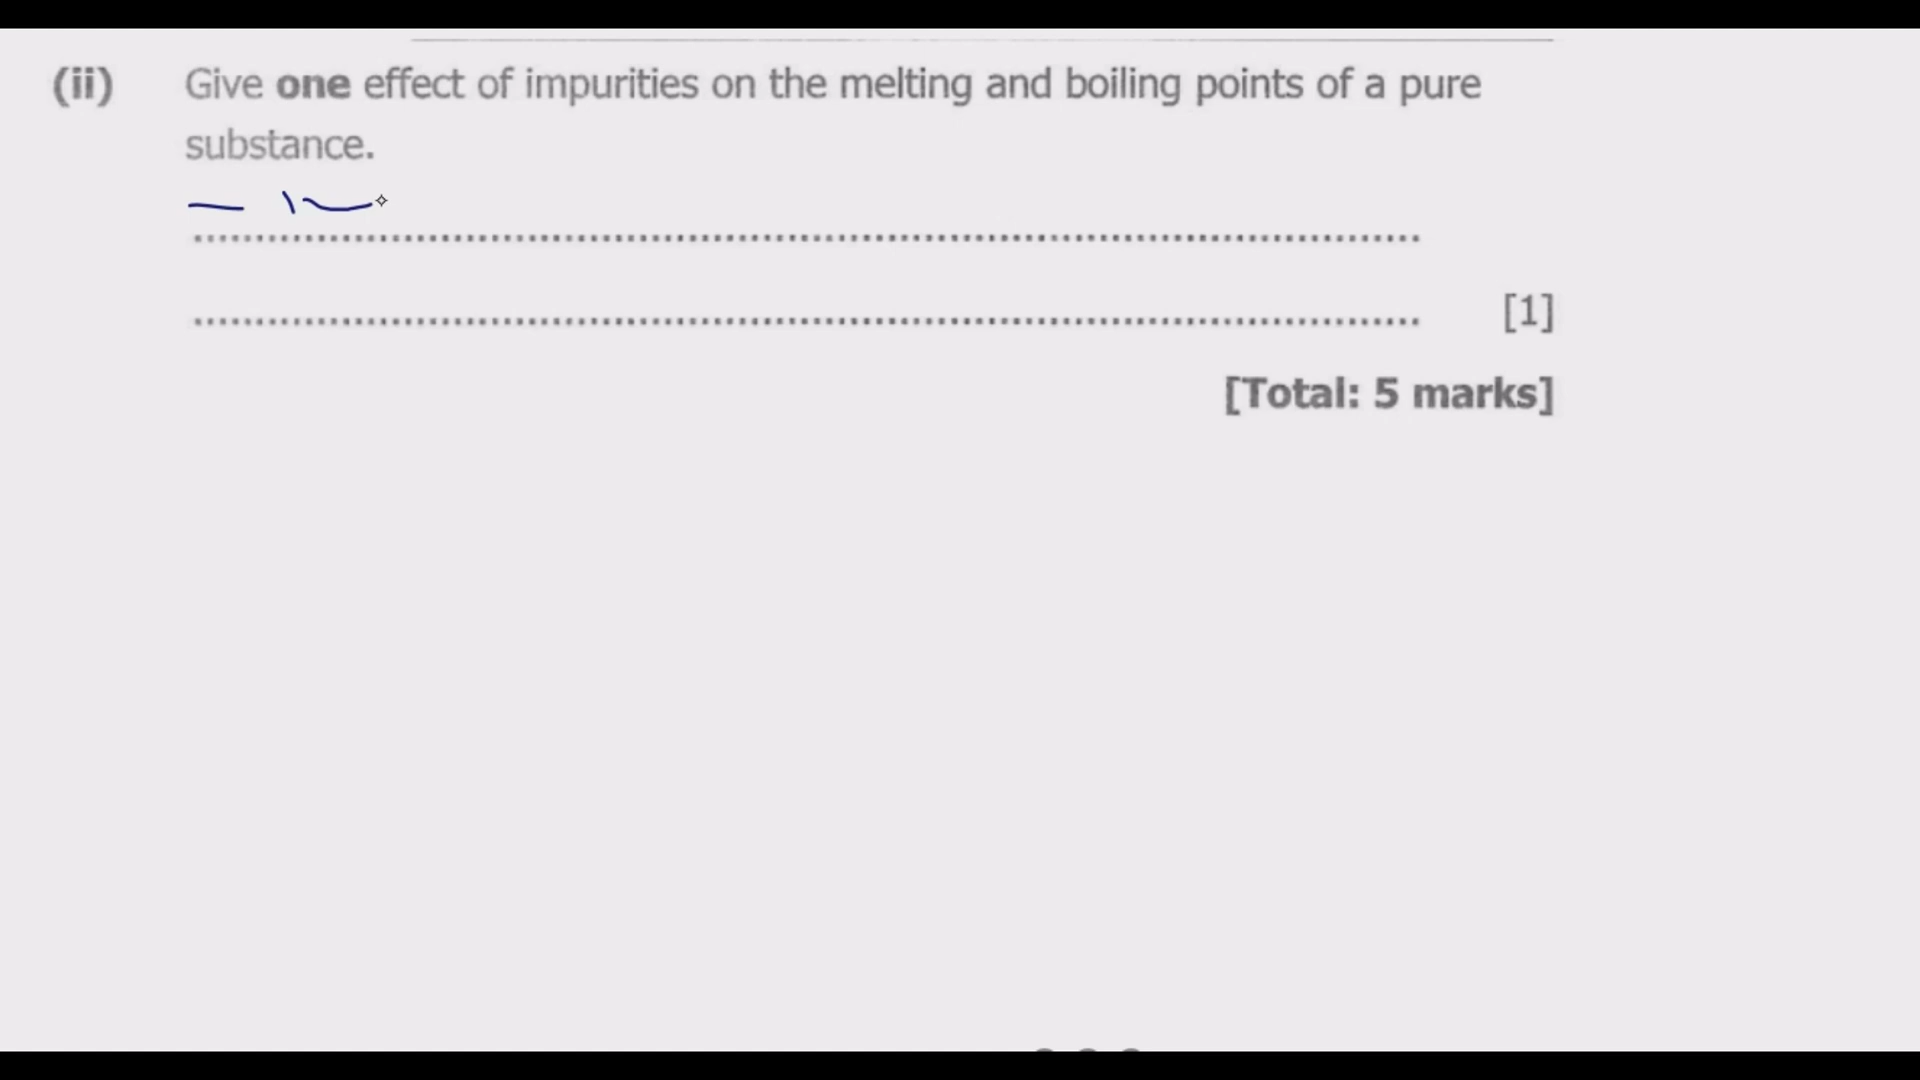 (ii) Give one effect of impurities on the melting and boiling points of a pure
substance.
..............................................................................
.............................................................................. [1]
[Total: 5 marks]